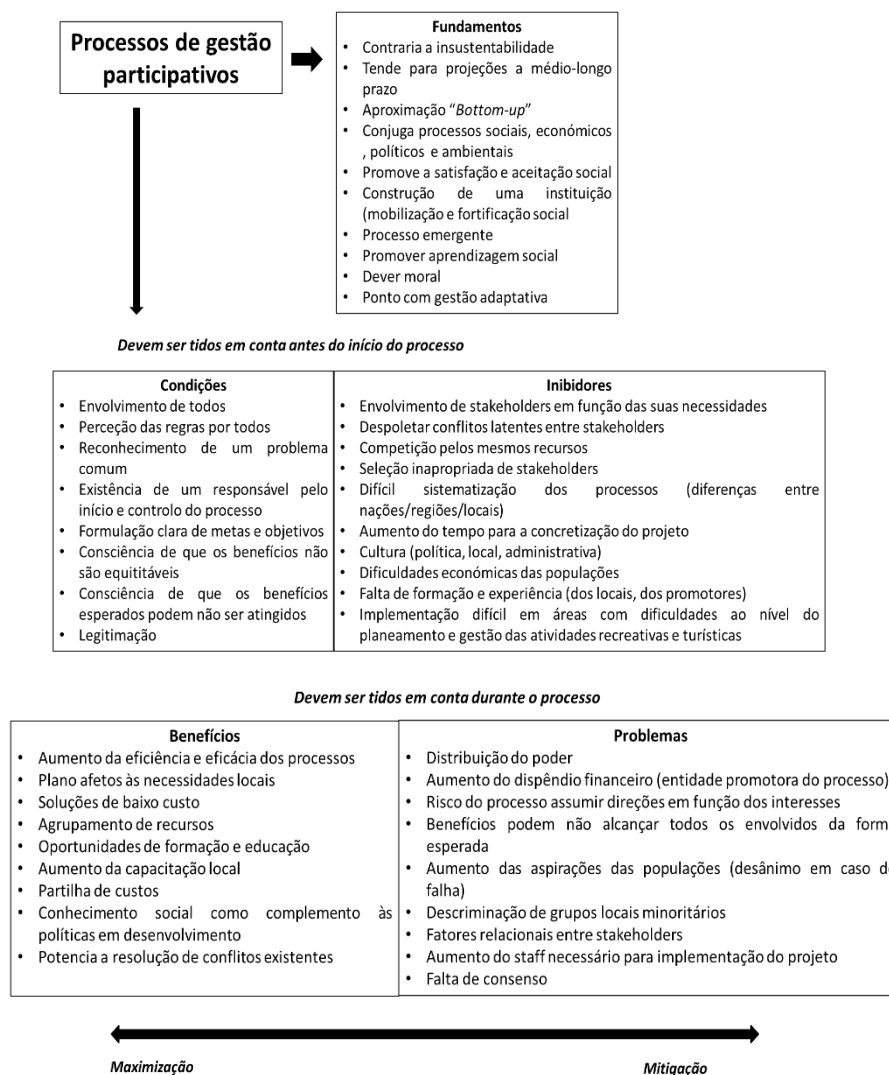 Processos de gestão
participativos
Fundamentos
• Contraria a insustentabilidade
• Tende para projeções a médio-longo
prazo
• Aproximação “Bottom-up”
• Conjuga processos sociais, económicos
, políticos e ambientais
• Promove a satisfação e aceitação social
• Construção de uma instituição
(mobilização e fortificação social
• Processo emergente
• Promover aprendizagem social
• Dever moral
• Ponto com gestão adaptativa
Devem ser tidos em conta antes do início do processo
Condições
• Envolvimento de todos
• Perceção das regras por todos
• Reconhecimento de um problema
comum
• Existência de um responsável pelo
início e controlo do processo
• Formulação clara de metas e objetivos
• Consciência de que os benefícios não
são equititáveis
• Consciência de que os benefícios
esperados podem não ser atingidos
• Legitimação
Inibidores
• Envolvimento de stakeholders em função das suas necessidades
• Despoletar conflitos latentes entre stakeholders
• Competição pelos mesmos recursos
• Seleção inapropriada de stakeholders
• Difícil sistematização dos processos (diferenças entre
nações/regiões/locais)
• Aumento do tempo para a concretização do projeto
• Cultura (política, local, administrativa)
• Dificuldades económicas das populações
• Falta de formação e experiência (dos locais, dos promotores)
• Implementação difícil em áreas com dificuldades ao nível do
planeamento e gestão das atividades recreativas e turísticas
Devem ser tidos em conta durante o processo
Benefícios
• Aumento da eficiência e eficácia dos processos
• Plano afetos às necessidades locais
• Soluções de baixo custo
• Agrupamento de recursos
• Oportunidades de formação e educação
• Aumento da capacitação local
• Partilha de custos
• Conhecimento social como complemento às
políticas em desenvolvimento
• Potencia a resolução de conflitos existentes
Problemas
• Distribuição do poder
• Aumento do dispêndio financeiro (entidade promotora do processo)
• Risco do processo assumir direções em função dos interesses
• Benefícios podem não alcançar todos os envolvidos da form
esperada
• Aumento das aspirações das populações (desânimo em caso d
falha)
• Descriminação de grupos locais minoritários
• Fatores relacionais entre stakeholders
• Aumento do staff necessário para implementação do projeto
• Falta de consenso
Maximização
Mitigação